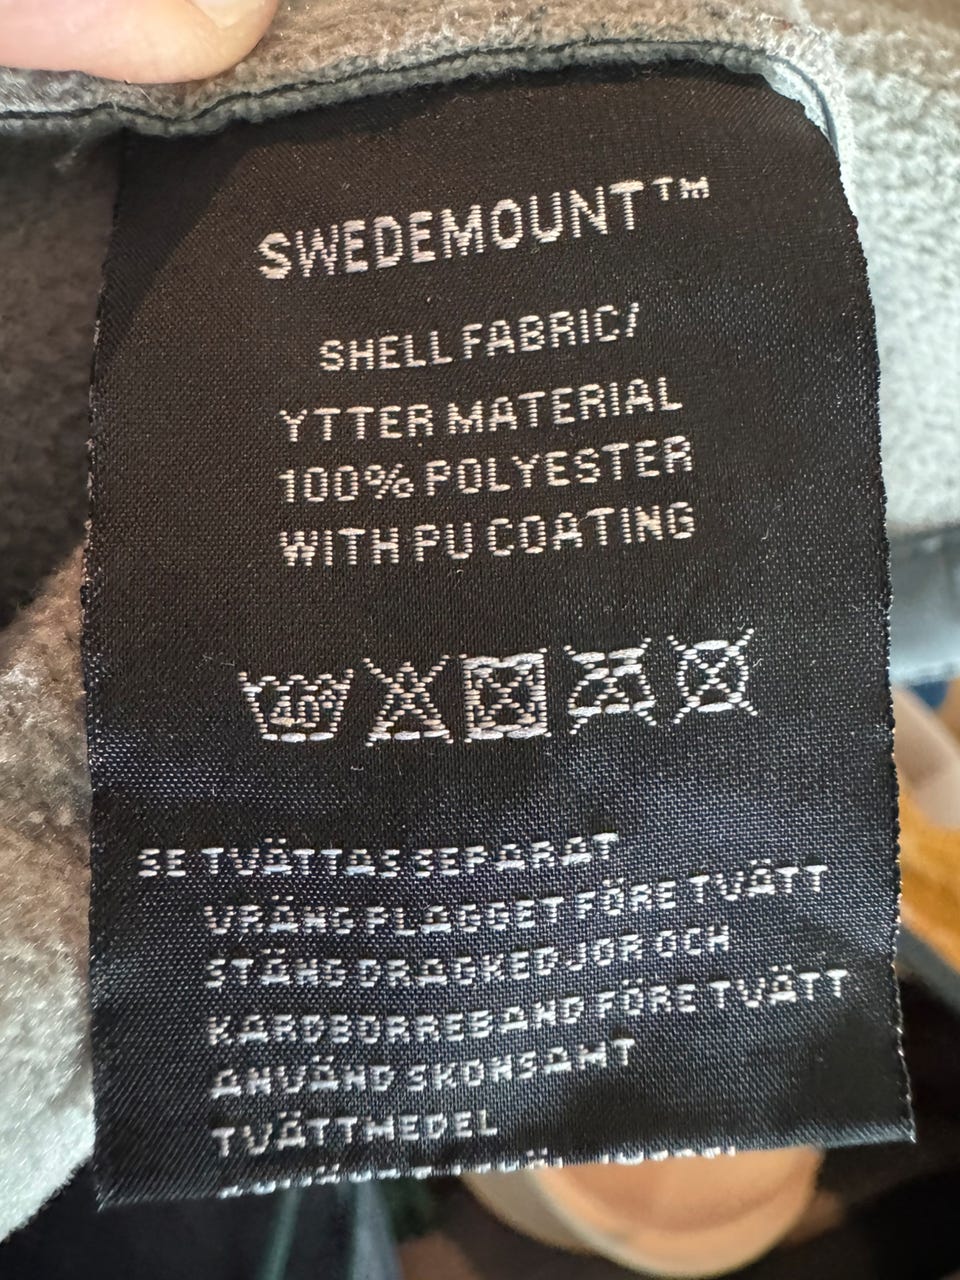 SWEDEMOUNT™
SHELL FABRIC/
YTTER MATERIAL
100% POLYESTER
WITH PU COATING
40°
SE TVÄTTAS SEPARAT
VRÄNG PLAGGET FÖRE TVÄTT
STÄNG DRAGKEDJOR OCH
KARDBORREBAND FÖRE TVÄTT
ANVÄND SKONSAMT
TVÄTTMEDEL